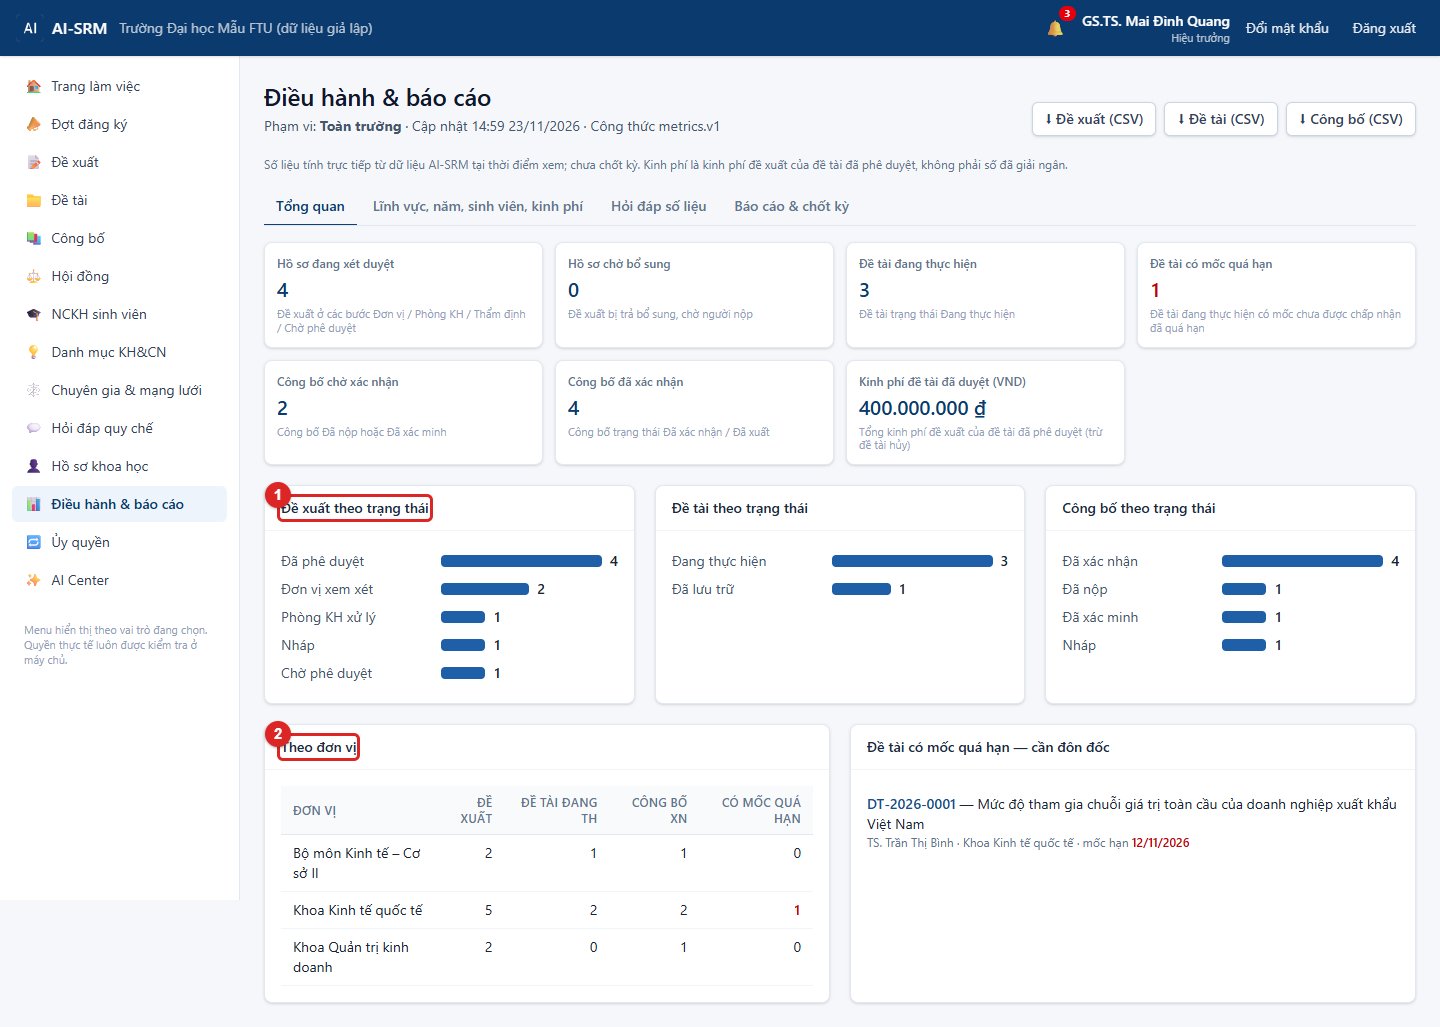 AI AI-SRM Trường Đại học Mẫu FTU (dữ liệu giả lập)
3
GS.TS. Mai Đình Quang
Hiệu trưởng
Đổi mật khẩu
Đăng xuất
Trang làm việc
Đợt đăng ký
Đề xuất
Đề tài
Công bố
Hội đồng
NCKH sinh viên
Danh mục KH&CN
Chuyên gia & mạng lưới
Hỏi đáp quy chế
Hồ sơ khoa học
Điều hành & báo cáo
Ủy quyền
AI Center
Menu hiển thị theo vai trò đang chọn.
Quyền thực tế luôn được kiểm tra ở
máy chủ.
Điều hành & báo cáo
Phạm vi: Toàn trường · Cập nhật 14:59 23/11/2026 · Công thức metrics.v1
⭳ Đề xuất (CSV)
⭳ Đề tài (CSV)
⭳ Công bố (CSV)
Số liệu tính trực tiếp từ dữ liệu AI-SRM tại thời điểm xem; chưa chốt kỳ. Kinh phí là kinh phí đề xuất của đề tài đã phê duyệt, không phải số đã giải ngân.
Tổng quan
Lĩnh vực, năm, sinh viên, kinh phí
Hỏi đáp số liệu
Báo cáo & chốt kỳ
Hồ sơ đang xét duyệt
4
Đề xuất ở các bước Đơn vị / Phòng KH / Thẩm định
/ Chờ phê duyệt
Hồ sơ chờ bổ sung
0
Đề xuất bị trả bổ sung, chờ người nộp
Đề tài đang thực hiện
3
Đề tài trạng thái Đang thực hiện
Đề tài có mốc quá hạn
1
Đề tài đang thực hiện có mốc chưa được chấp nhận
đã quá hạn
Công bố chờ xác nhận
2
Công bố Đã nộp hoặc Đã xác minh
Công bố đã xác nhận
4
Công bố trạng thái Đã xác nhận / Đã xuất
Kinh phí đề tài đã duyệt (VND)
400.000.000 ₫
Tổng kinh phí đề xuất của đề tài đã phê duyệt (trừ
đề tài hủy)
1
Đề xuất theo trạng thái
Đã phê duyệt 4
Đơn vị xem xét 2
Phòng KH xử lý 1
Nháp 1
Chờ phê duyệt 1
Đề tài theo trạng thái
Đang thực hiện 3
Đã lưu trữ 1
Công bố theo trạng thái
Đã xác nhận 4
Đã nộp 1
Đã xác minh 1
Nháp 1
2
Theo đơn vị
ĐƠN VỊ
ĐỀ
XUẤT
ĐỀ TÀI ĐANG
TH
CÔNG BỐ
XN
CÓ MỐC QUÁ
HẠN
Bộ môn Kinh tế – Cơ 2 1 1 0
sở II
Khoa Kinh tế quốc tế 5 2 2 1
Khoa Quản trị kinh 2 0 1 0
doanh
Đề tài có mốc quá hạn — cần đôn đốc
DT-2026-0001 — Mức độ tham gia chuỗi giá trị toàn cầu của doanh nghiệp xuất khẩu
Việt Nam
TS. Trần Thị Bình · Khoa Kinh tế quốc tế · mốc hạn 12/11/2026